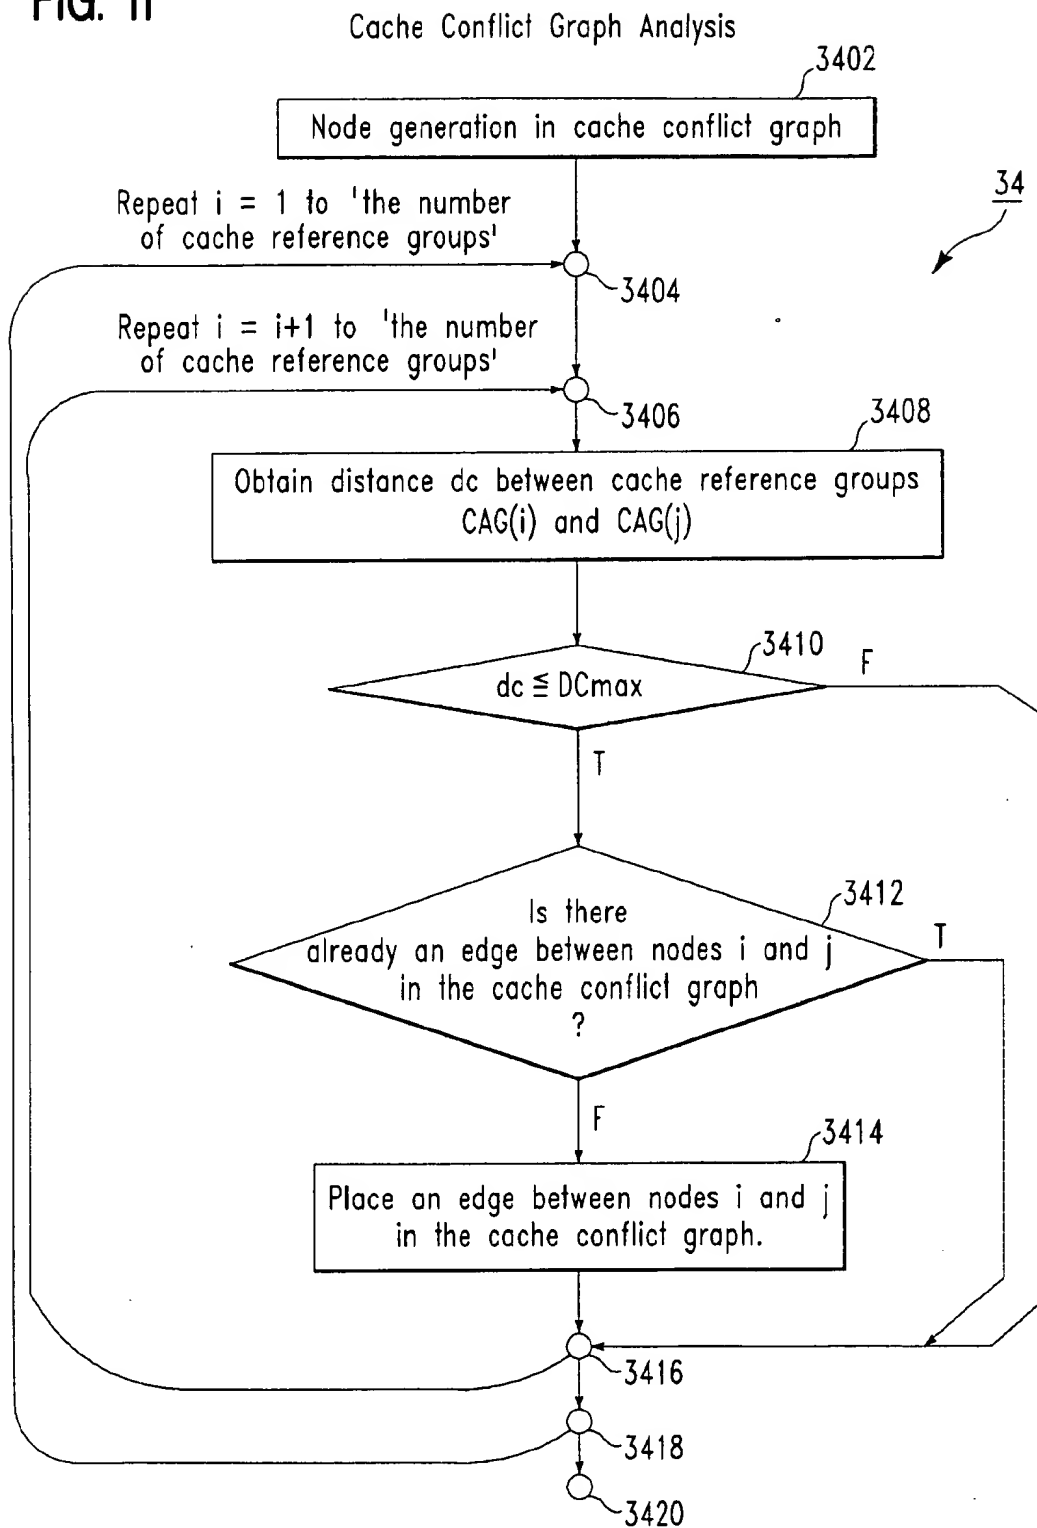 FIG. 11
Cache Conflict Graph Analysis
3402
Node generation in cache conflict graph
34
Repeat i = 1 to 'the number
of cache reference groups'
3404
Repeat i = i+1 to 'the number
of cache reference groups'
3406
3408
Obtain distance dc between cache reference groups
CAG(i) and CAG(j)
3410
F
dc ≦ DCmax
T
3412
T
Is there
already an edge between nodes i and j
in the cache conflict graph
?
F
3414
Place an edge between nodes i and j
in the cache conflict graph.
3416
3418
3420